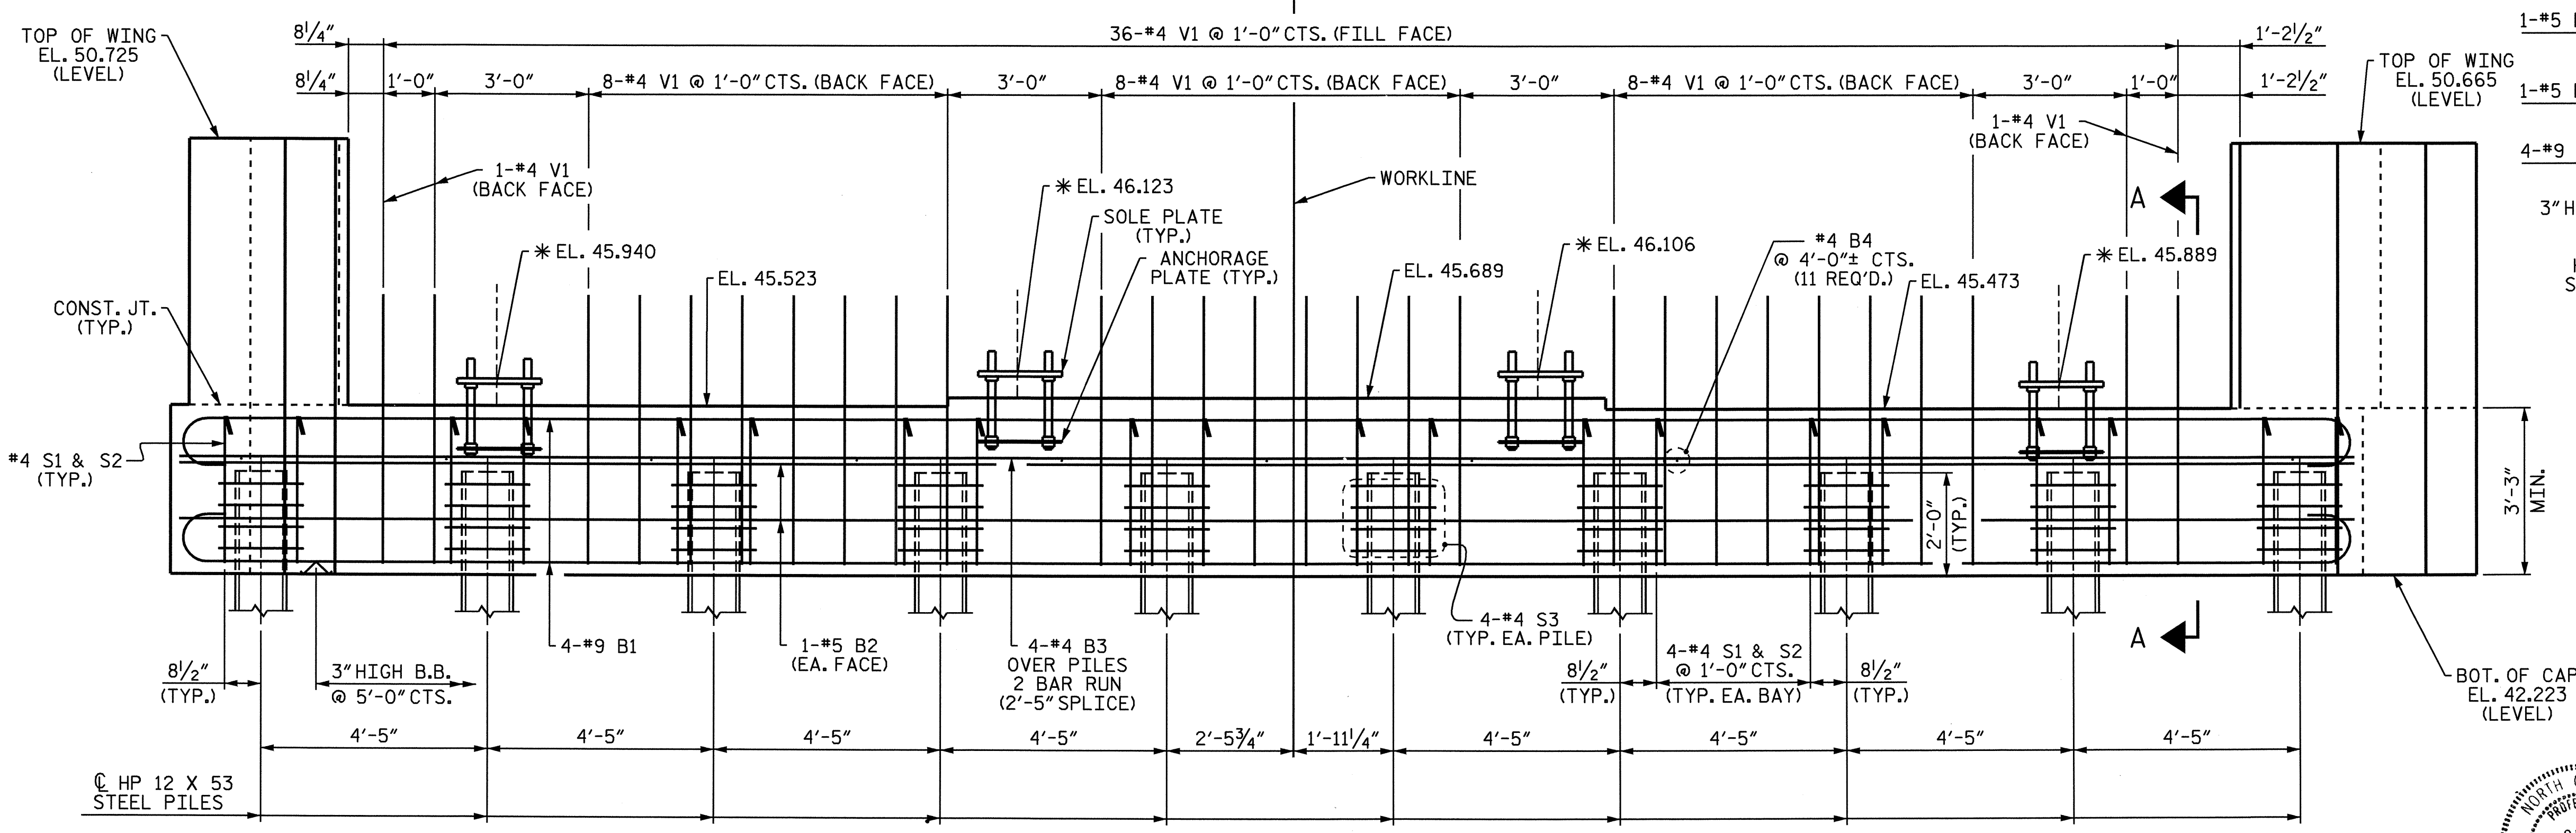 TOP OF WING
EL. 50.725
(LEVEL)
8¼"
36-#4 V1 @ 1'-0" CTS. (FILL FACE)
1'-2½"
1-#5
8¼"
1'-0"
3'-0"
8-#4 V1 @ 1'-0" CTS. (BACK FACE)
3'-0"
8-#4 V1 @ 1'-0" CTS. (BACK FACE)
3'-0"
8-#4 V1 @ 1'-0" CTS. (BACK FACE)
3'-0"
1'-0"
1'-2½"
TOP OF WING
EL. 50.665
(LEVEL)
1-#5
4-#9
3" H
S
1-#4 V1
(BACK FACE)
1-#4 V1
(BACK FACE)
WORKLINE
A
* EL. 45.940
* EL. 46.123
SOLE PLATE
(TYP.)
ANCHORAGE
PLATE (TYP.)
* EL. 46.106
#4 B4
@ 4'-0"± CTS.
(11 REQ'D.)
* EL. 45.889
EL. 45.523
EL. 45.689
EL. 45.473
CONST. JT.
(TYP.)
#4 S1 & S2
(TYP.)
2'-0"
(TYP.)
3'-3"
MIN.
4-#9 B1
1-#5 B2
(EA. FACE)
4-#4 B3
OVER PILES
2 BAR RUN
(2'-5" SPLICE)
4-#4 S3
(TYP. EA. PILE)
A
8½"
(TYP.)
3" HIGH B.B.
@ 5'-0" CTS.
8½"
(TYP.)
4-#4 S1 & S2
@ 1'-0" CTS.
(TYP. EA. BAY)
8½"
(TYP.)
BOT. OF CAP
EL. 42.223
(LEVEL)
4'-5"
4'-5"
4'-5"
4'-5"
2'-5¾"
1'-11¼"
4'-5"
4'-5"
4'-5"
4'-5"
℄ HP 12 X 53
STEEL PILES
NORTH